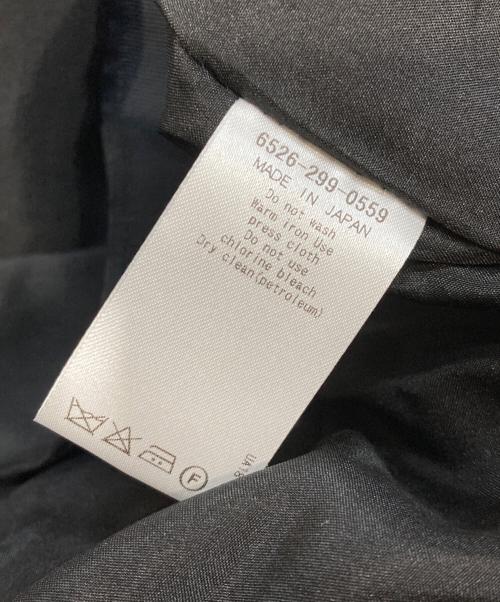 6526-299-0559
MADE IN JAPAN
Do not wash
Warm Iron Use
press cloth
Do not use
chlorine bleach
Dry clean(petroleum)
F
UA18